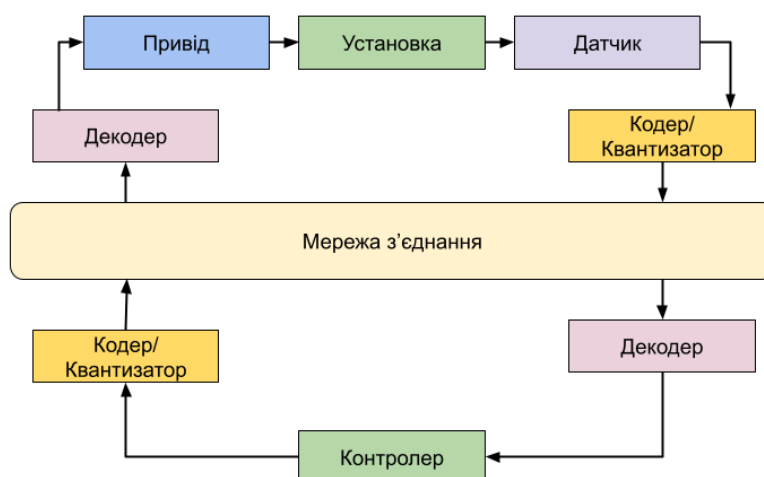 Привід
Установка
Датчик
Декодер
Кодер/
Квантизатор
Мережа з’єднання
Кодер/
Квантизатор
Декодер
Контролер